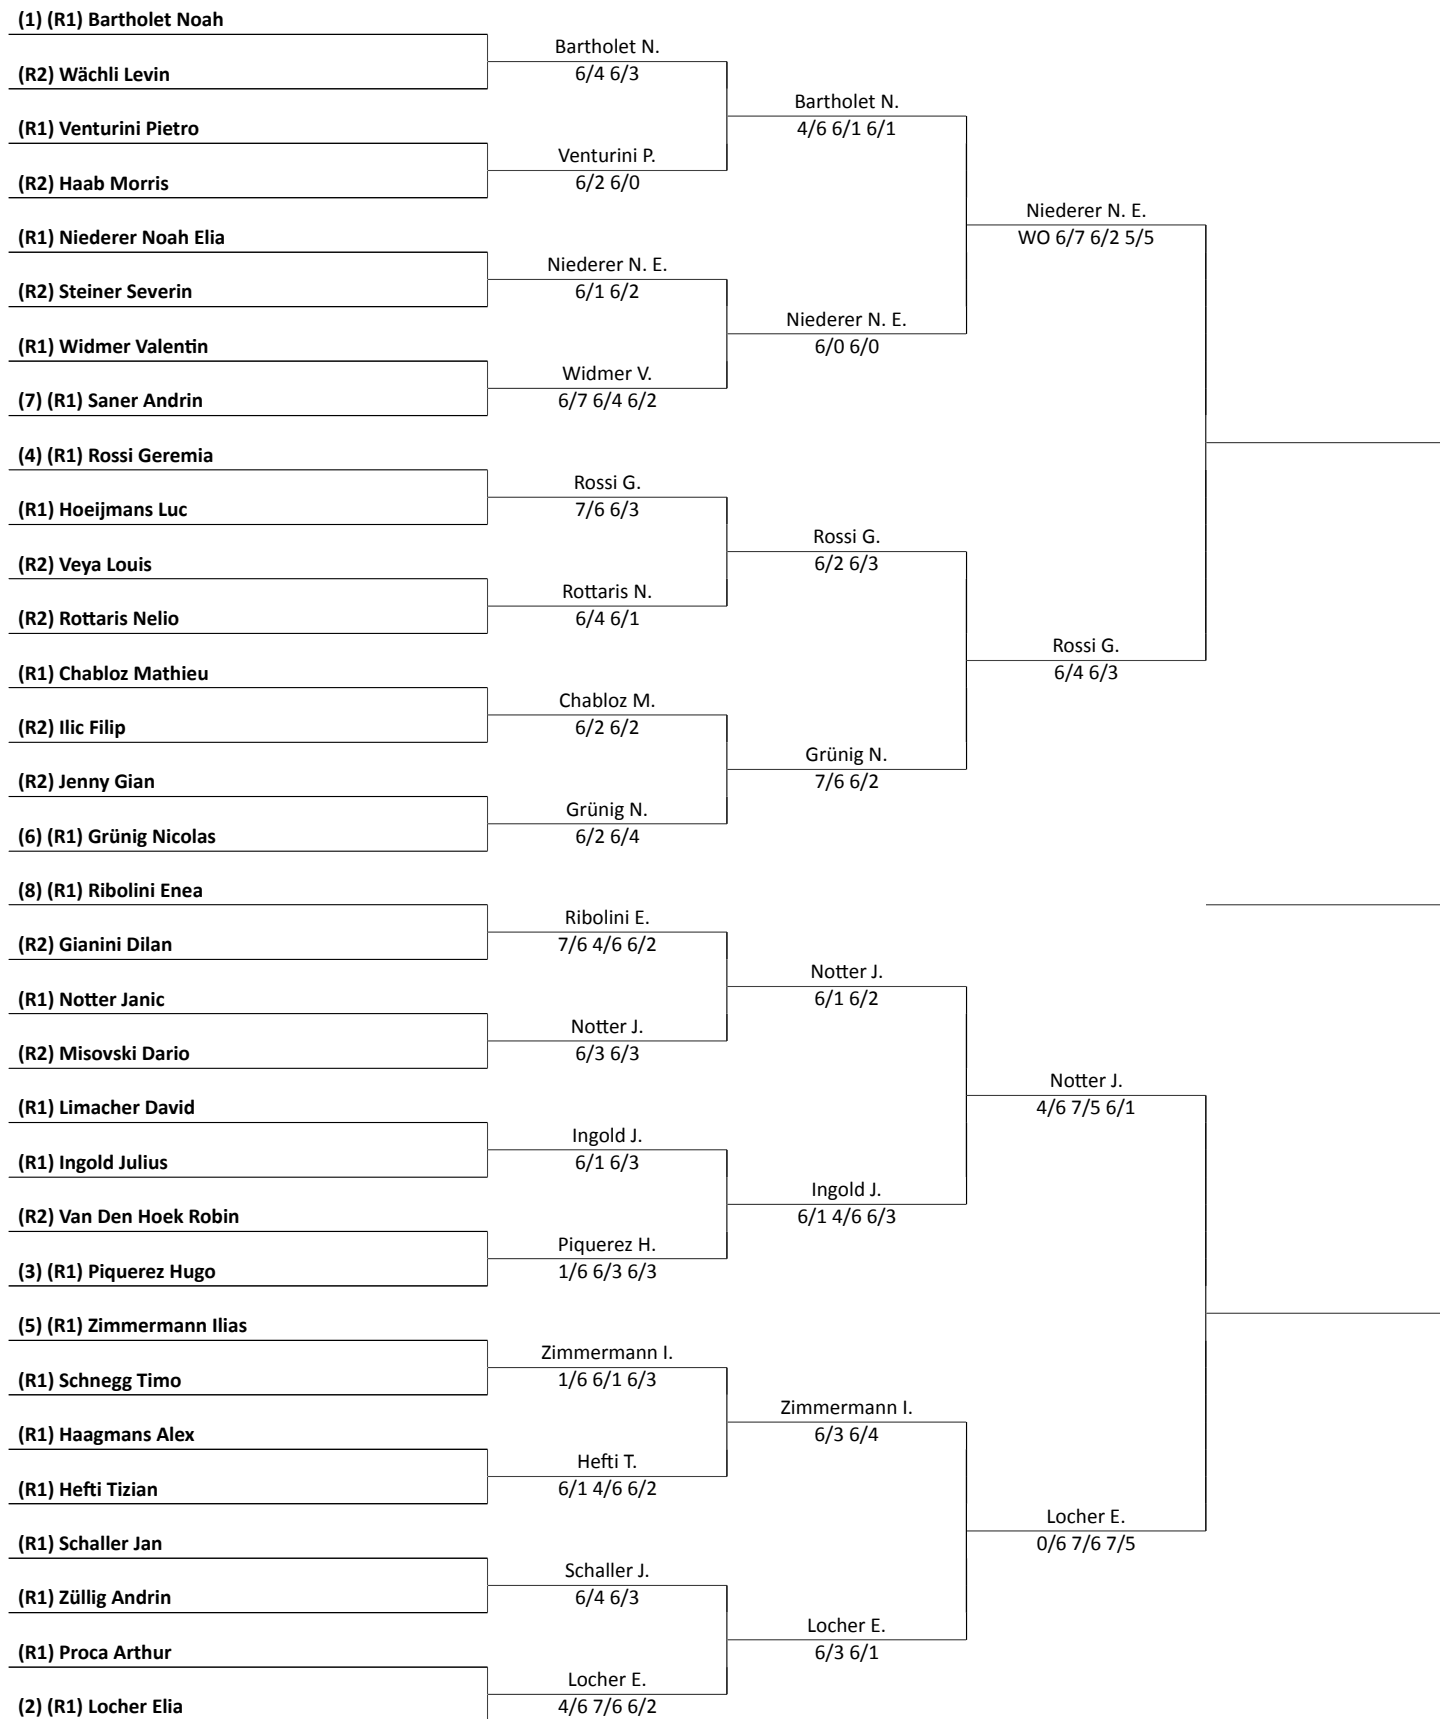 (1) (R1) Bartholet Noah
Bartholet N.
(R2) Wächli Levin
6/4 6/3
Bartholet N.
(R1) Venturini Pietro
4/6 6/1 6/1
Venturini P.
(R2) Haab Morris
6/2 6/0
Niederer N. E.
(R1) Niederer Noah Elia
WO 6/7 6/2 5/5
Niederer N. E.
(R2) Steiner Severin
6/1 6/2
Niederer N. E.
(R1) Widmer Valentin
6/0 6/0
Widmer V.
(7) (R1) Saner Andrin
6/7 6/4 6/2
(4) (R1) Rossi Geremia
Rossi G.
(R1) Hoeijmans Luc
7/6 6/3
Rossi G.
(R2) Veya Louis
6/2 6/3
Rottaris N.
(R2) Rottaris Nelio
6/4 6/1
Rossi G.
(R1) Chabloz Mathieu
6/4 6/3
Chabloz M.
(R2) Ilic Filip
6/2 6/2
Grünig N.
(R2) Jenny Gian
7/6 6/2
Grünig N.
(6) (R1) Grünig Nicolas
6/2 6/4
(8) (R1) Ribolini Enea
Ribolini E.
(R2) Gianini Dilan
7/6 4/6 6/2
Notter J.
(R1) Notter Janic
6/1 6/2
Notter J.
(R2) Misovski Dario
6/3 6/3
Notter J.
(R1) Limacher David
4/6 7/5 6/1
Ingold J.
(R1) Ingold Julius
6/1 6/3
Ingold J.
(R2) Van Den Hoek Robin
6/1 4/6 6/3
Piquerez H.
(3) (R1) Piquerez Hugo
1/6 6/3 6/3
(5) (R1) Zimmermann Ilias
Zimmermann I.
(R1) Schnegg Timo
1/6 6/1 6/3
Zimmermann I.
(R1) Haagmans Alex
6/3 6/4
Hefti T.
(R1) Hefti Tizian
6/1 4/6 6/2
Locher E.
(R1) Schaller Jan
0/6 7/6 7/5
Schaller J.
(R1) Züllig Andrin
6/4 6/3
Locher E.
(R1) Proca Arthur
6/3 6/1
Locher E.
(2) (R1) Locher Elia
4/6 7/6 6/2